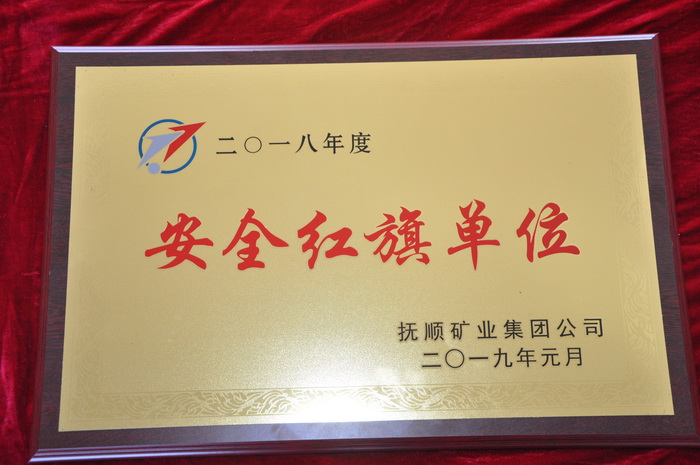 二〇一八年度
安全红旗单位
抚顺矿业集团公司
二〇一九年元月